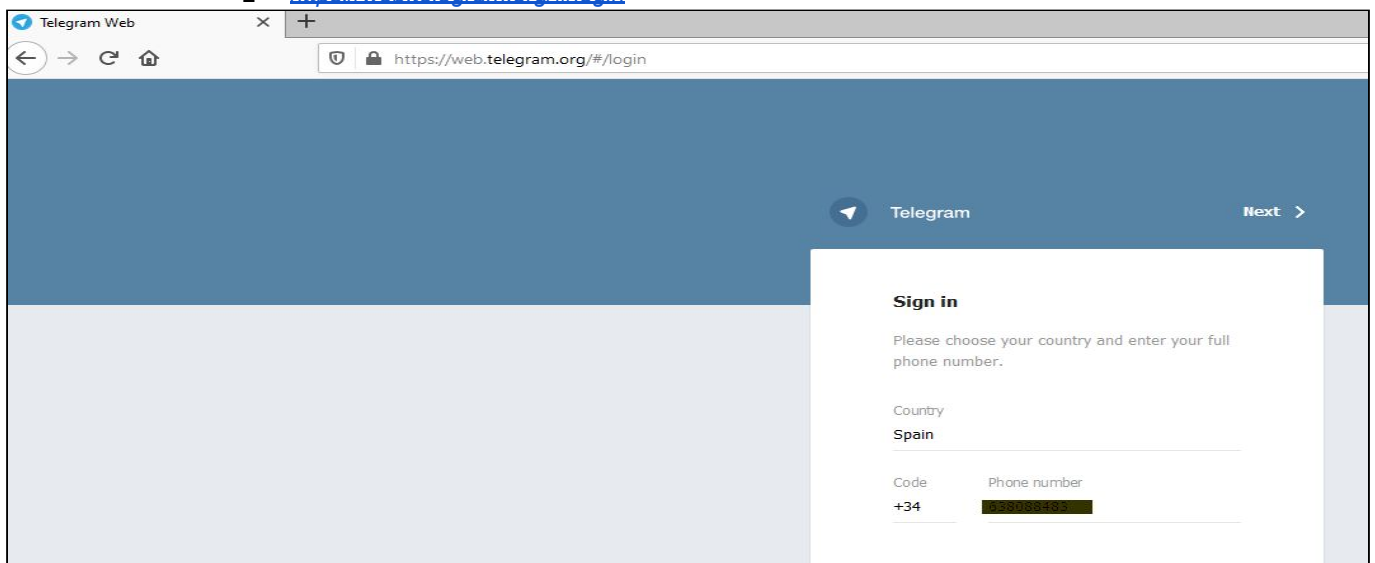 Telegram Web
https://web.telegram.org/#/login
Telegram Next
Sign in
Please choose your country and enter your full
phone number.
Country
Spain
Code Phone number
+34